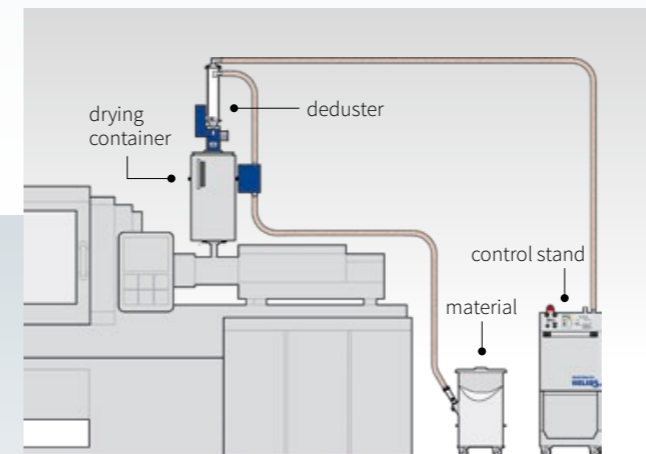 drying
container
deduster
control stand
material